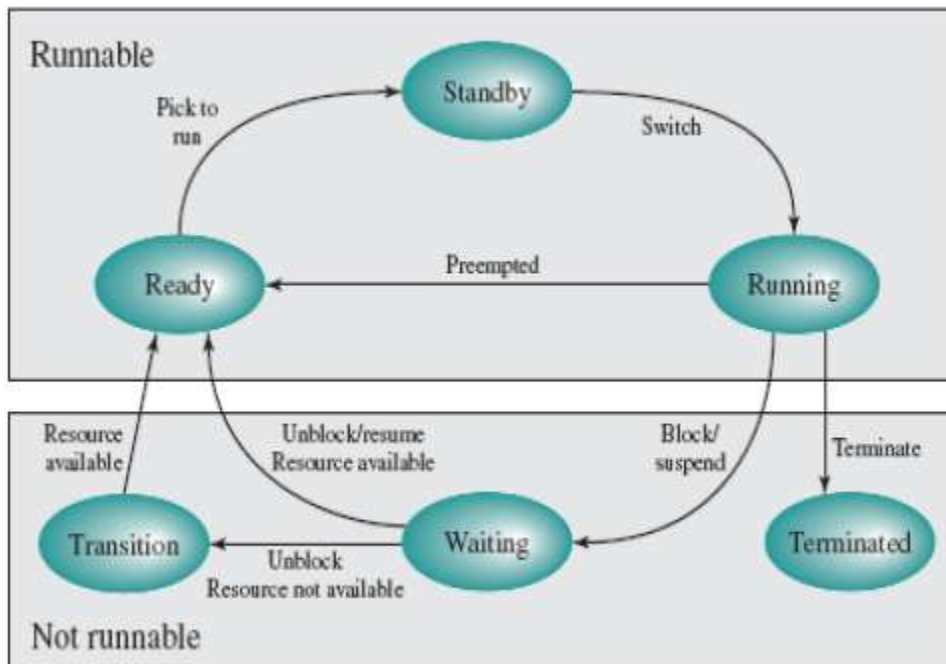 Runnable
Standby
Pick to
run
Switch
Preempted
Ready
Running
Resource
available
Unblock/resume
Resource available
Block/
suspend
Terminate
Transition
Waiting
Terminated
Unblock
Resource not available
Not runnable